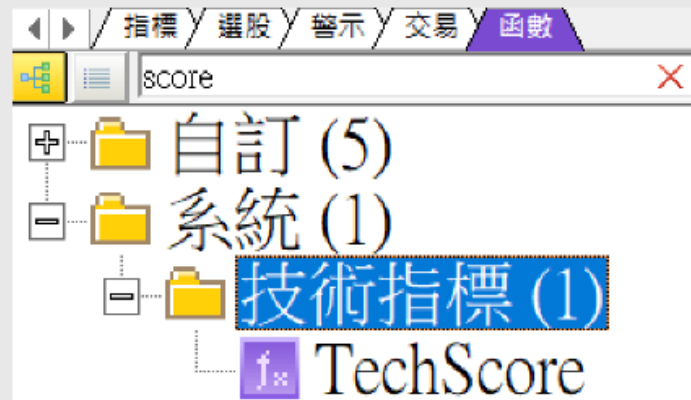 指標 選股 警示 交易 函數
score
自訂 (5)
系統 (1)
技術指標 (1)
fx TechScore